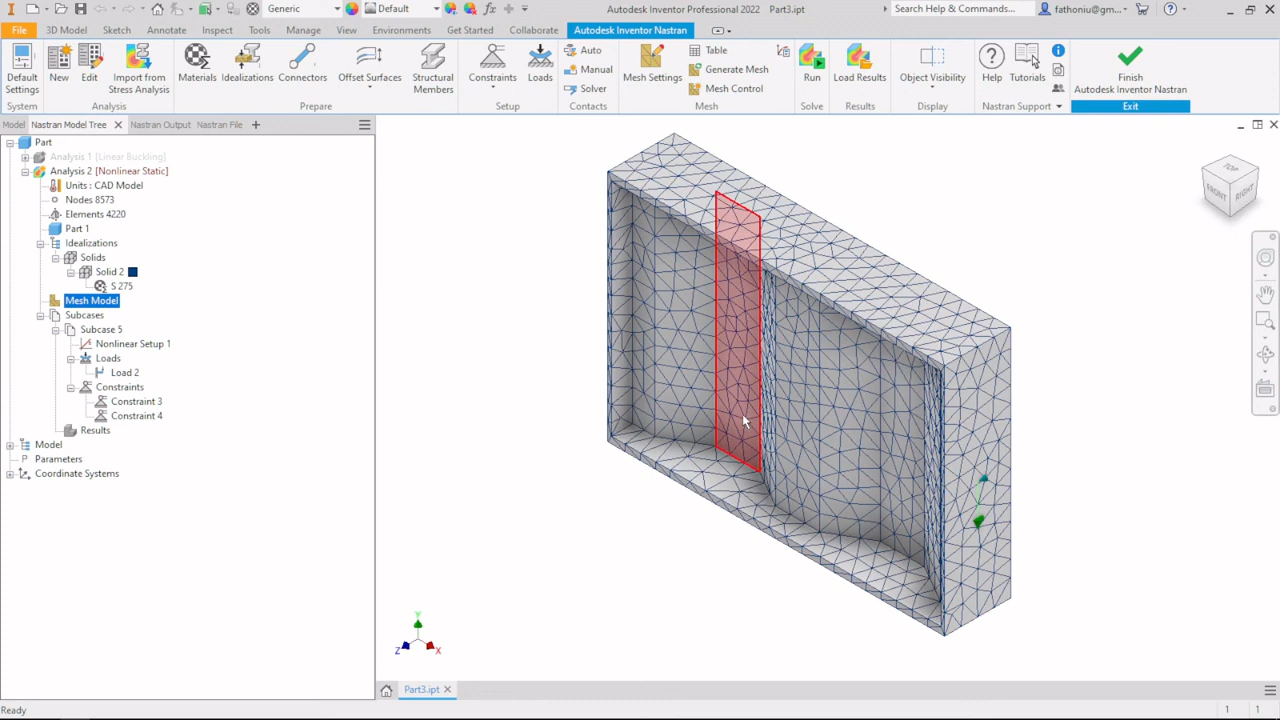 Generic
Default
fx
Autodesk Inventor Professional 2022 Part3.ipt
Search Help & Commands...
fathoniu@gm...
File 3D Model Sketch Annotate Inspect Tools Manage View Environments Get Started Collaborate Autodesk Inventor Nastran
Default Settings
New
Edit
Import from Stress Analysis
Materials
Idealizations
Connectors
Offset Surfaces
Structural Members
Constraints
Loads
Auto
Manual
Solver
Mesh Settings
Table
Generate Mesh
Mesh Control
Run
Load Results
Object Visibility
Help
Tutorials
Finish Autodesk Inventor Nastran
System Analysis Prepare Setup Contacts Mesh Solve Results Display Nastran Support Exit
Model Nastran Model Tree Nastran Output Nastran File
Part
Analysis 1 [Linear Buckling]
Analysis 2 [Nonlinear Static]
Units : CAD Model
Nodes 8573
Elements 4220
Part 1
Idealizations
Solids
Solid 2
S 275
Mesh Model
Subcases
Subcase 5
Nonlinear Setup 1
Loads
Load 2
Constraints
Constraint 3
Constraint 4
Results
Model
Parameters
Coordinate Systems
TOP
FRONT
RIGHT
Y
Z
X
Part3.ipt
Ready
1 1